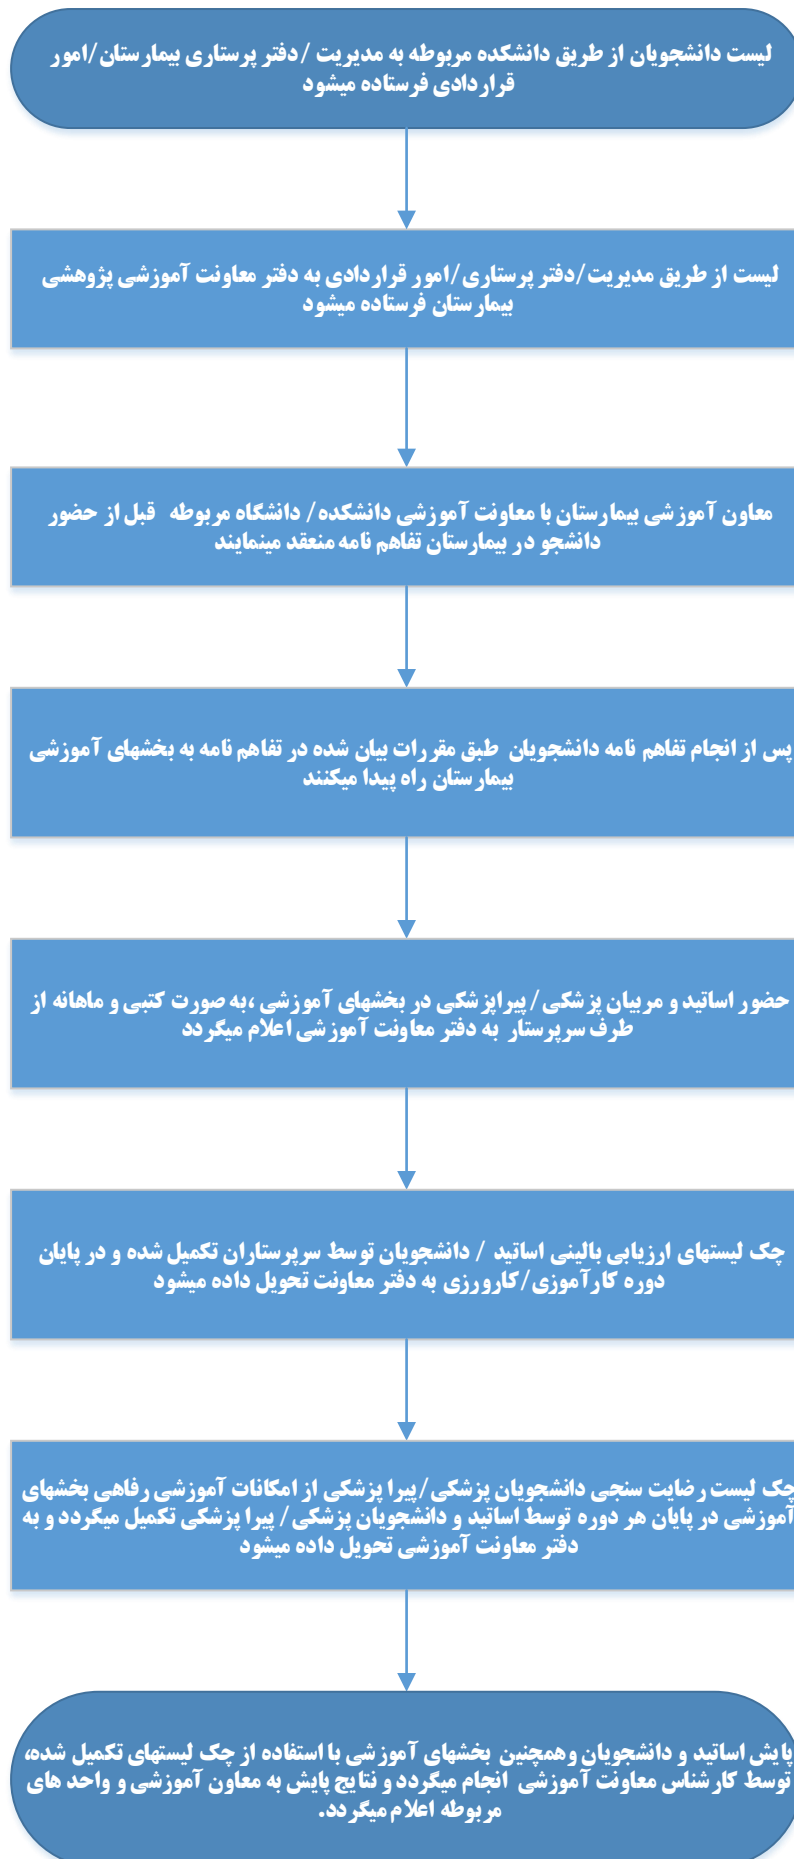 لیست دانشجویان از طریق دانشکده مربوطه به مدیریت /دفتر پرستاری بیمارستان/امور
قراردادی فرستاده میشود
لیست از طریق مدیریت/دفتر پرستاری/امور قراردادی به دفتر معاونت آموزشی پژوهشی
بیمارستان فرستاده میشود
معاون آموزشی بیمارستان با معاونت آموزشی دانشکده/ دانشگاه مربوطه قبل از حضور
دانشجو در بیمارستان تفاهم نامه منعقد مینمایند
پس از انجام تفاهم نامه دانشجویان طبق مقررات بیان شده در تفاهم نامه به بخشهای آموزشی
بیمارستان راه پیدا میکنند
حضور اساتید و مربیان پزشکی/ پیراپزشکی در بخشهای آموزشی ،به صورت کتبی و ماهانه از
طرف سرپرستار به دفتر معاونت آموزشی اعلام میگردد
چک لیستهای ارزیابی بالینی اساتید / دانشجویان توسط سرپرستاران تکمیل شده و در پایان
دوره کارآموزی/کارورزی به دفتر معاونت تحویل داده میشود
چک لیست رضایت سنجی دانشجویان پزشکی/پیرا پزشکی از امکانات آموزشی رفاهی بخشهای
آموزشی در پایان هر دوره توسط اساتید و دانشجویان پزشکی/ پیرا پزشکی تکمیل میگردد و به
دفتر معاونت آموزشی تحویل داده میشود
پایش اساتید و دانشجویان وهمچنین بخشهای آموزشی با استفاده از چک لیستهای تکمیل شده،
توسط کارشناس معاونت آموزشی انجام میگردد و نتایج پایش به معاون آموزشی و واحد های
مربوطه اعلام میگردد.